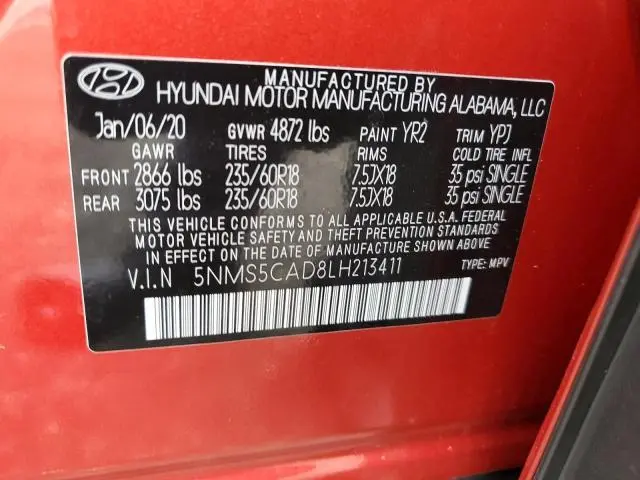 MANUFACTURED BY
HYUNDAI MOTOR MANUFACTURING ALABAMA, LLC
Jan/06/20 GVWR 4872 lbs PAINT YR2 TRIM YPJ
GAWR TIRES RIMS COLD TIRE INFL
FRONT 2866 lbs 235/60R18 7.5JX18 35 psi SINGLE
REAR 3075 lbs 235/60R18 7.5JX18 35 psi SINGLE
THIS VEHICLE CONFORMS TO ALL APPLICABLE U.S.A. FEDERAL
MOTOR VEHICLE SAFETY AND THEFT PREVENTION STANDARDS
IN EFFECT ON THE DATE OF MANUFACTURE SHOWN ABOVE.
V.I.N 5NMS5CAD8LH213411 TYPE: MPV